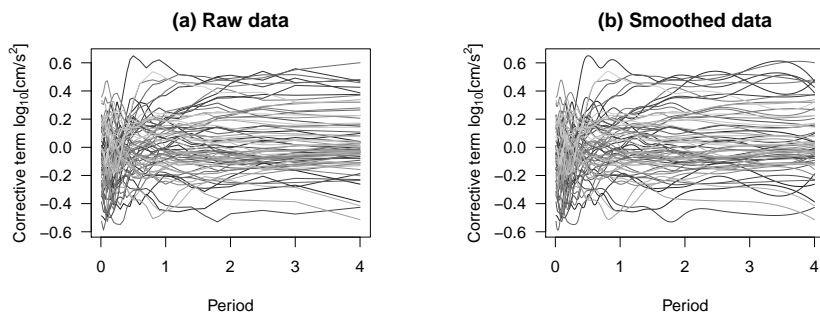 (a) Raw data
Corrective term log10[cm/s²]
0.6
0.4
0.2
0.0
−0.2
−0.4
−0.6
0 1 2 3 4
Period
(b) Smoothed data
Corrective term log10[cm/s²]
0.6
0.4
0.2
0.0
−0.2
−0.4
−0.6
0 1 2 3 4
Period